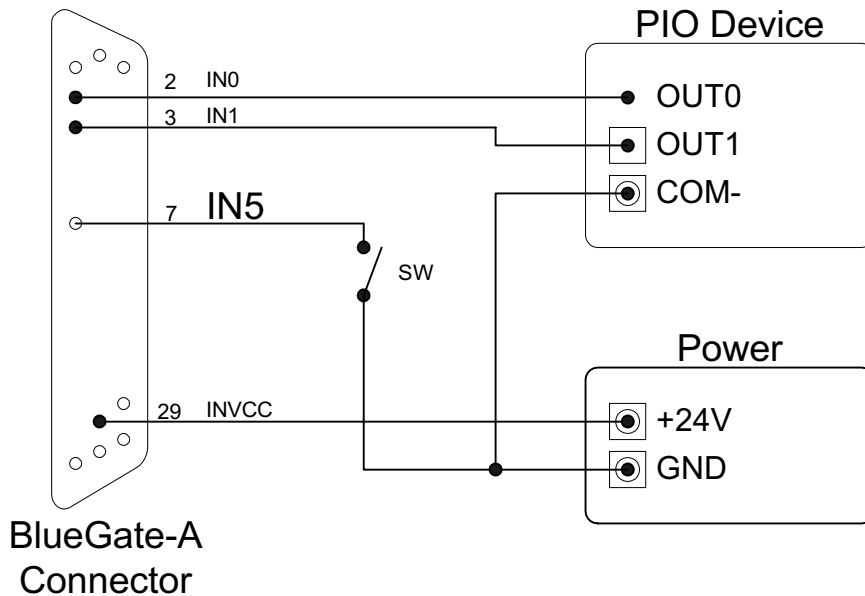 PIO Device
2 IN0
OUT0
3 IN1
OUT1
COM-
7 IN5
SW
Power
29 INVCC
+24V
GND
BlueGate-A
Connector